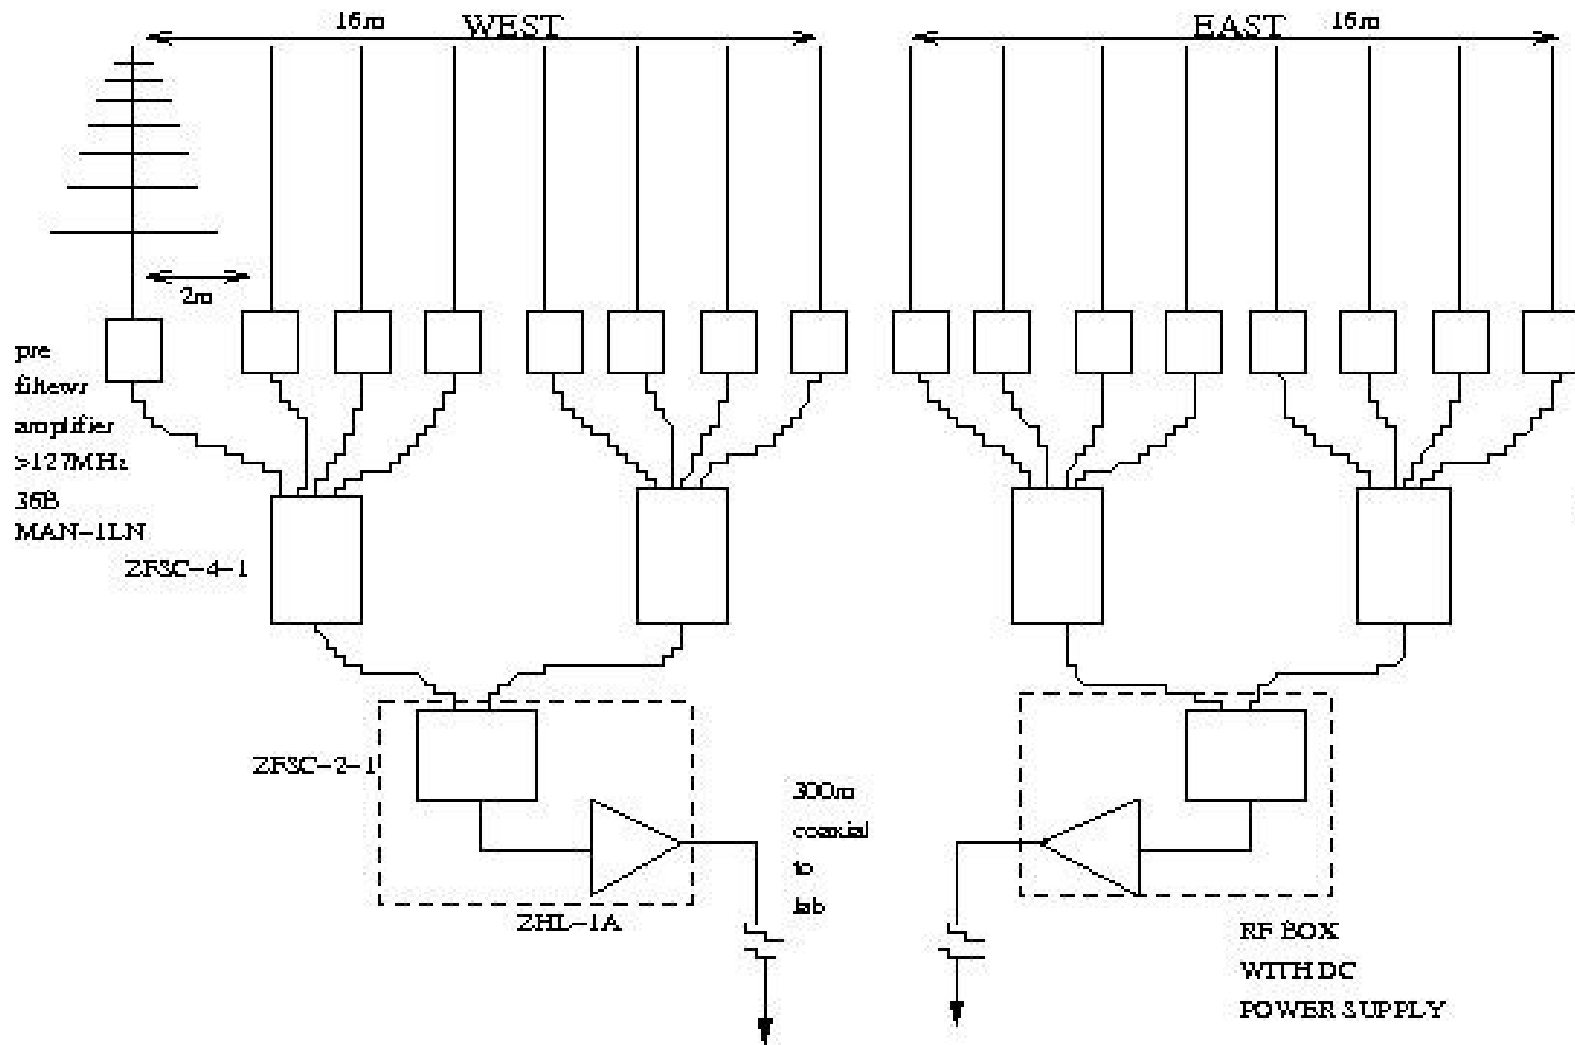 16m WEST
EAST 16m
2m
pre
filtews
amplifier
>127MHz
36B
MAN-1LN
ZFSC-4-1
ZFSC-2-1
300m
coaxial
to
lab
ZHL-1A
RF BOX
WITH DC
POWER SUPPLY